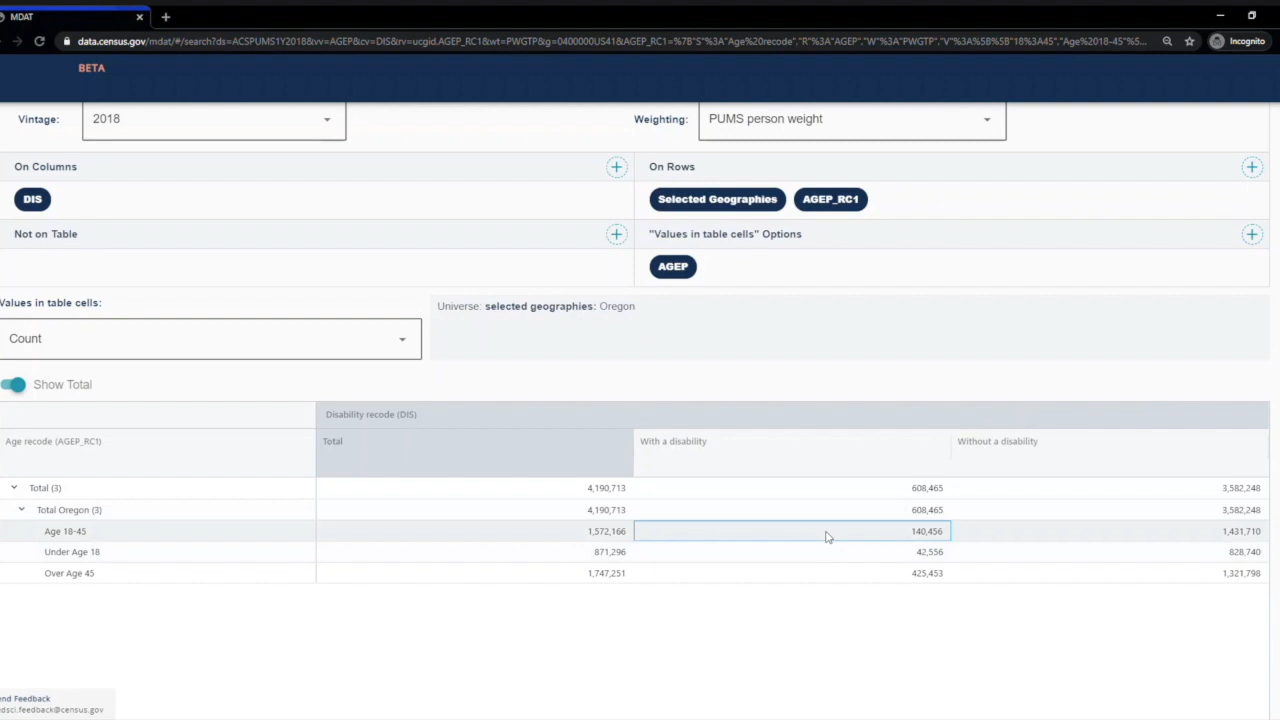 MDAT
data.census.gov/mdat/#/search?ds=ACSPUMS1Y2018&vv=AGEP&cv=DIS&rv=ucgid.AGEP_RC1&wt=PWGTP&g=0400000US41&AGEP_RC1=%7B"S"%3A"Age%20recode","R"%3A"AGEP","W"%3A"PWGTP","V"%3A%5B%5B"18%3A45","Age%2018-45"%5... Incognito
BETA
Vintage: 2018 Weighting: PUMS person weight
On Columns On Rows
DIS Selected Geographies AGEP_RC1
Not on Table "Values in table cells" Options
AGEP
Values in table cells: Universe: selected geographies: Oregon
Count
Show Total
Disability recode (DIS)
Age recode (AGEP_RC1) Total With a disability Without a disability
Total (3) 4,190,713 608,465 3,582,248
Total Oregon (3) 4,190,713 608,465 3,582,248
Age 18-45 1,572,166 140,456 1,431,710
Under Age 18 871,296 42,556 828,740
Over Age 45 1,747,251 425,453 1,321,798
end Feedback
edsci.feedback@census.gov